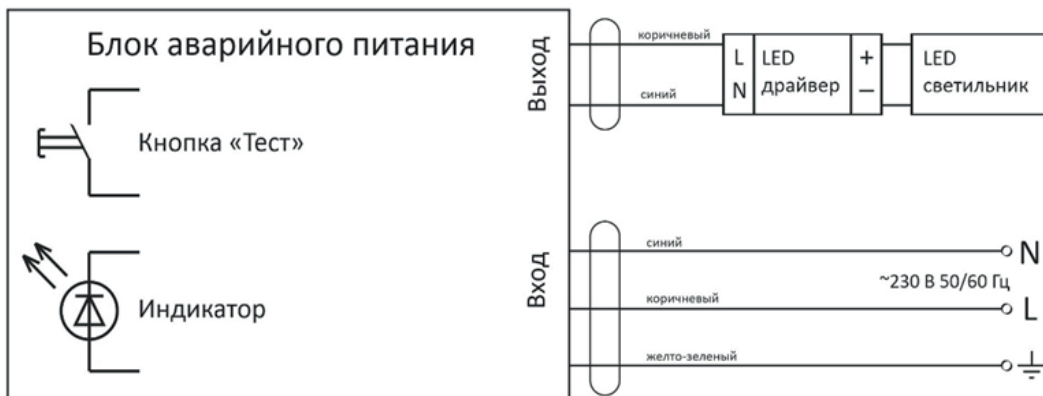 Блок аварийного питания
Кнопка «Тест»
Индикатор
Выход
коричневый
синий
L
N
LED
драйвер
+
–
LED
светильник
Вход
синий
N
~230 В 50/60 Гц
коричневый
L
желто-зеленый